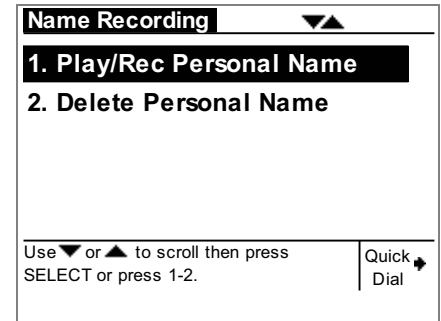 Name Recording ▼▲
1. Play/Rec Personal Name
2. Delete Personal Name
Use ▼ or ▲ to scroll then press
SELECT or press 1-2.
Quick
Dial